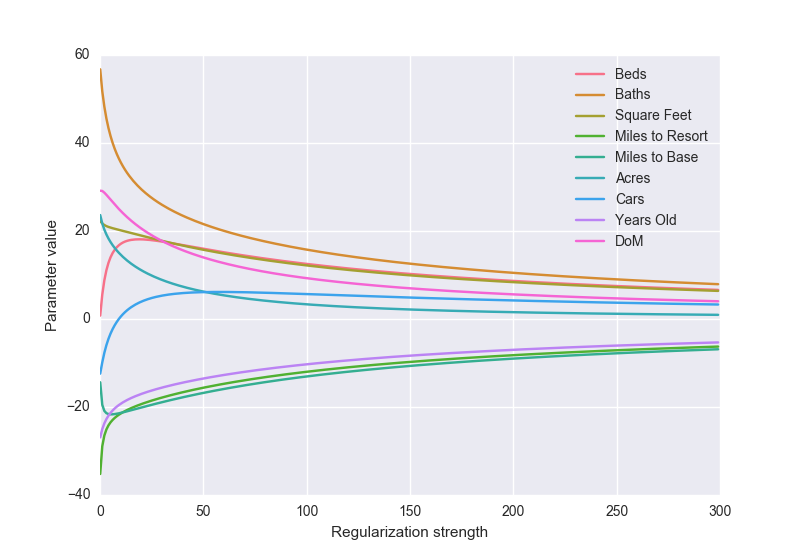 60
40
20
0
−20
−40
Parameter value
0
50
100
150
200
250
300
Regularization strength
Beds
Baths
Square Feet
Miles to Resort
Miles to Base
Acres
Cars
Years Old
DoM